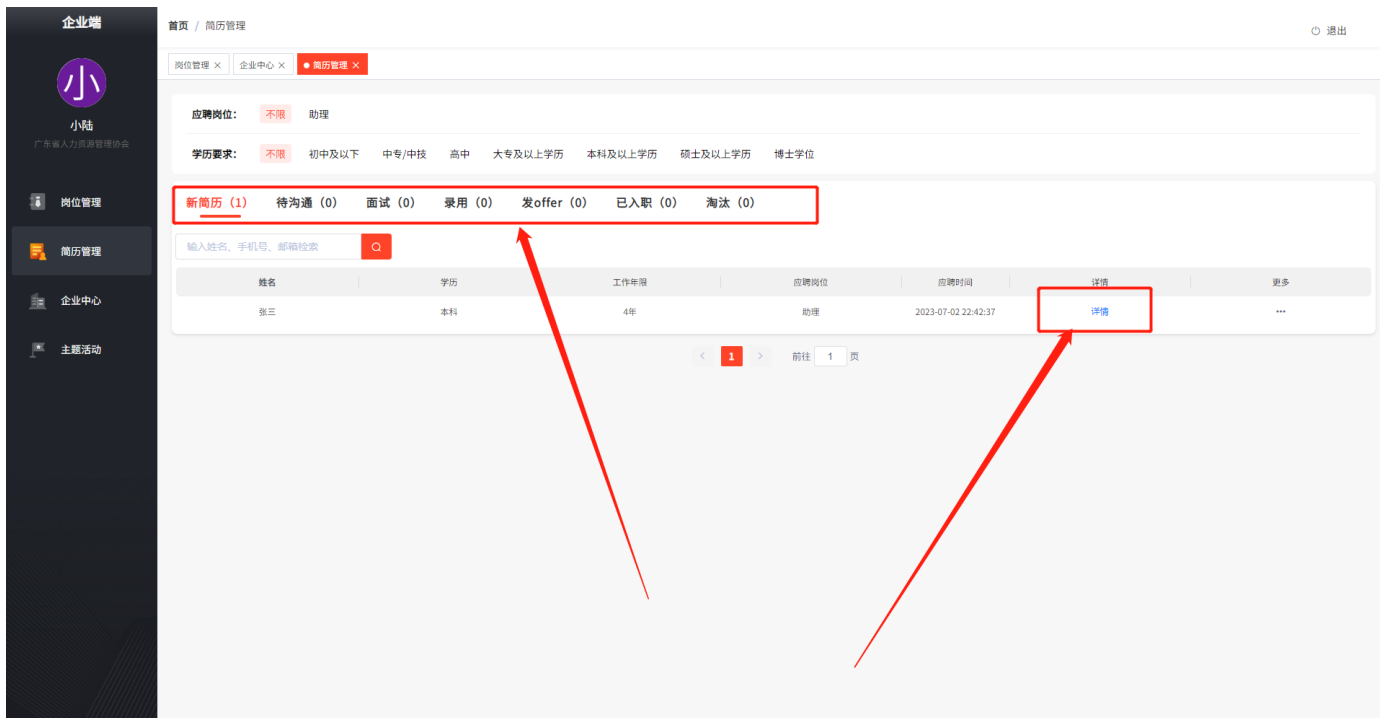 企业端
小
小陆
广东省人力资源管理协会
岗位管理
简历管理
企业中心
主题活动
首页 / 简历管理
退出
岗位管理 × 企业中心 × ● 简历管理 ×
应聘岗位： 不限 助理
学历要求： 不限 初中及以下 中专/中技 高中 大专及以上学历 本科及以上学历 硕士及以上学历 博士学位
新简历（1） 待沟通（0） 面试（0） 录用（0） 发offer（0） 已入职（0） 淘汰（0）
输入姓名、手机号、邮箱检索
姓名 学历 工作年限 应聘岗位 应聘时间 详情 更多
张三 本科 4年 助理 2023-07-02 22:42:37 详情 •••
< 1 > 前往 1 页